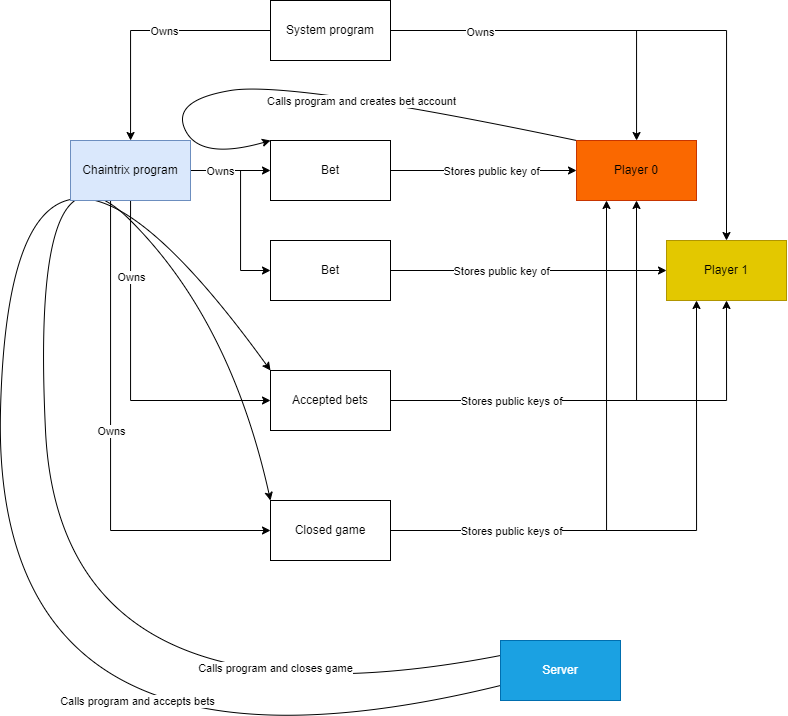 System program
Owns
Owns
Calls program and creates bet account
Chaintrix program
Owns
Bet
Stores public key of
Player 0
Bet
Stores public key of
Player 1
Owns
Accepted bets
Stores public keys of
Owns
Closed game
Stores public keys of
Calls program and closes game
Server
Calls program and accepts bets